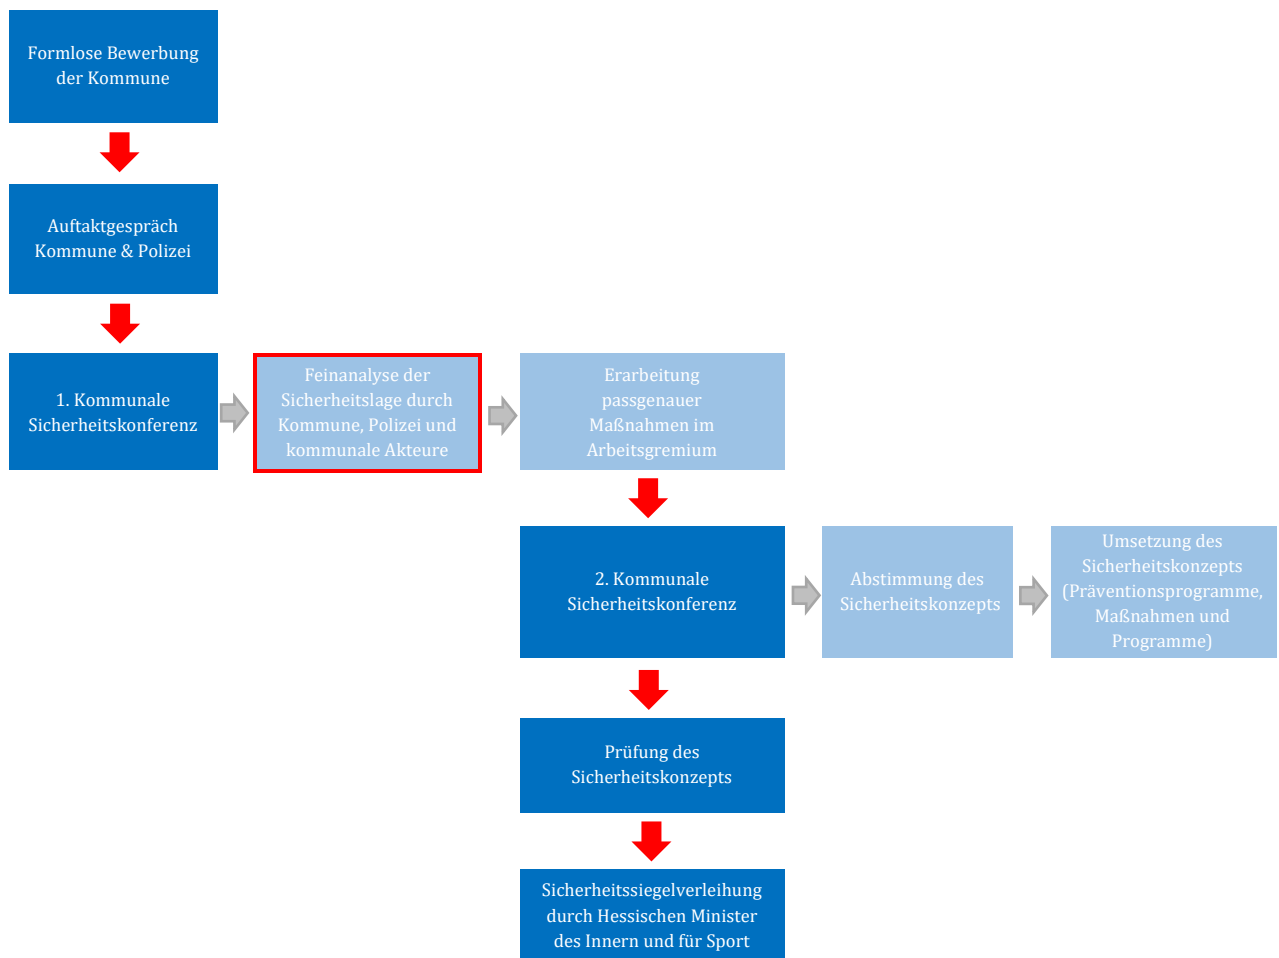 Formlose Bewerbung
der Kommune
Auftaktgespräch
Kommune & Polizei
1. Kommunale
Sicherheitskonferenz
Feinanalyse der
Sicherheitslage durch
Kommune, Polizei und
kommunale Akteure
Erarbeitung
passgenauer
Maßnahmen im
Arbeitsgremium
2. Kommunale
Sicherheitskonferenz
Abstimmung des
Sicherheitskonzepts
Umsetzung des
Sicherheitskonzepts
(Präventionsprogramme,
Maßnahmen und
Programme)
Prüfung des
Sicherheitskonzepts
Sicherheitssiegelverleihung
durch Hessischen Minister
des Innern und für Sport